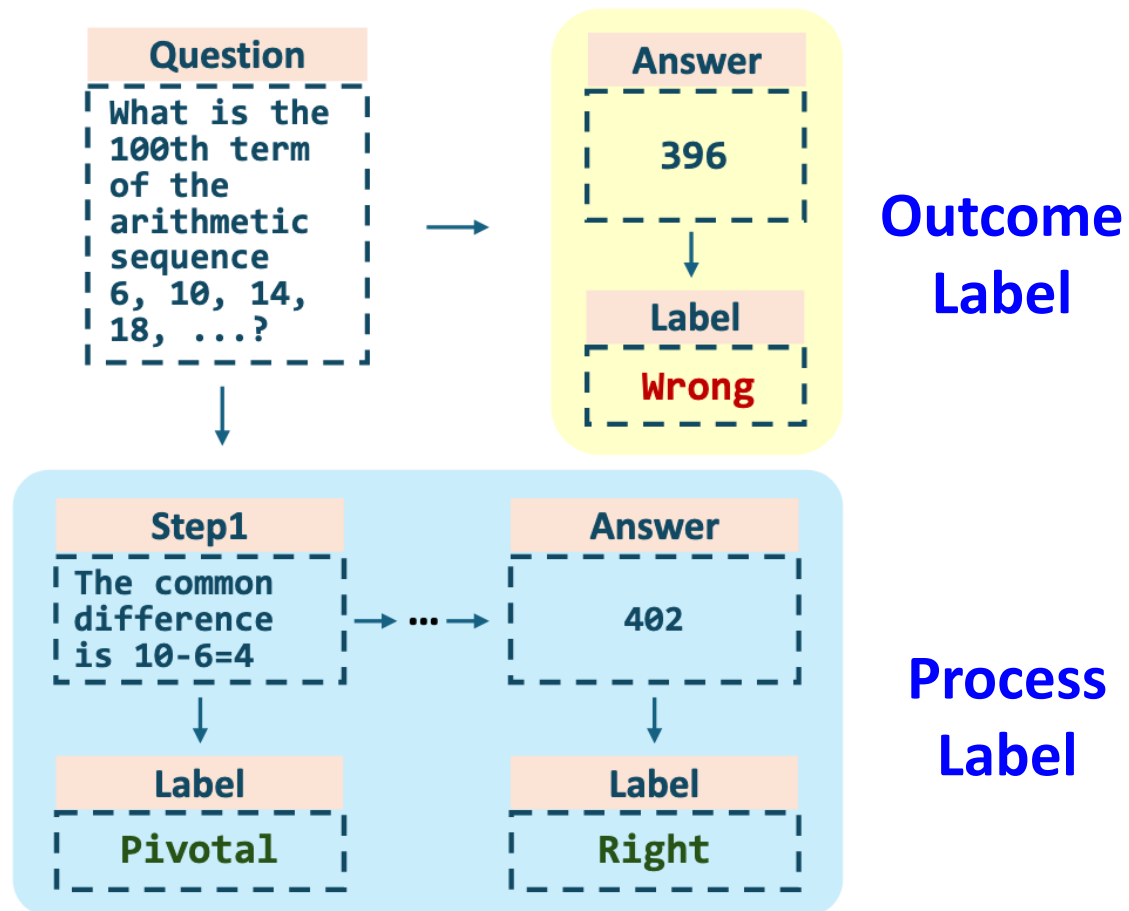 Question
What is the
100th term
of the
arithmetic
sequence
6, 10, 14,
18, ...?
Answer
396
Label
Wrong
Outcome
Label
Step1
The common
difference
is 10-6=4
...
Answer
402
Label
Pivotal
Label
Right
Process
Label